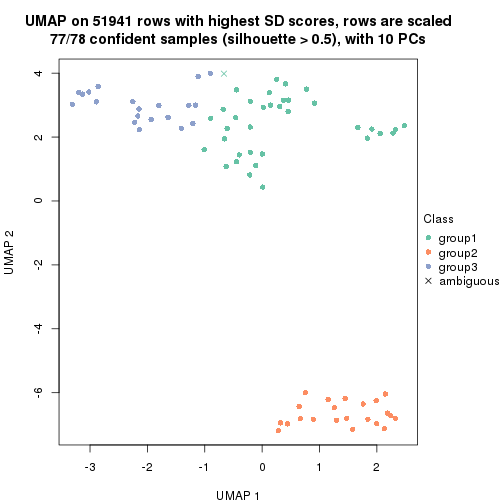 UMAP on 51941 rows with highest SD scores, rows are scaled
77/78 confident samples (silhouette > 0.5), with 10 PCs
4
2
0
-2
-4
-6
UMAP 2
-3 -2 -1 0 1 2
UMAP 1
Class
group1
group2
group3
ambiguous